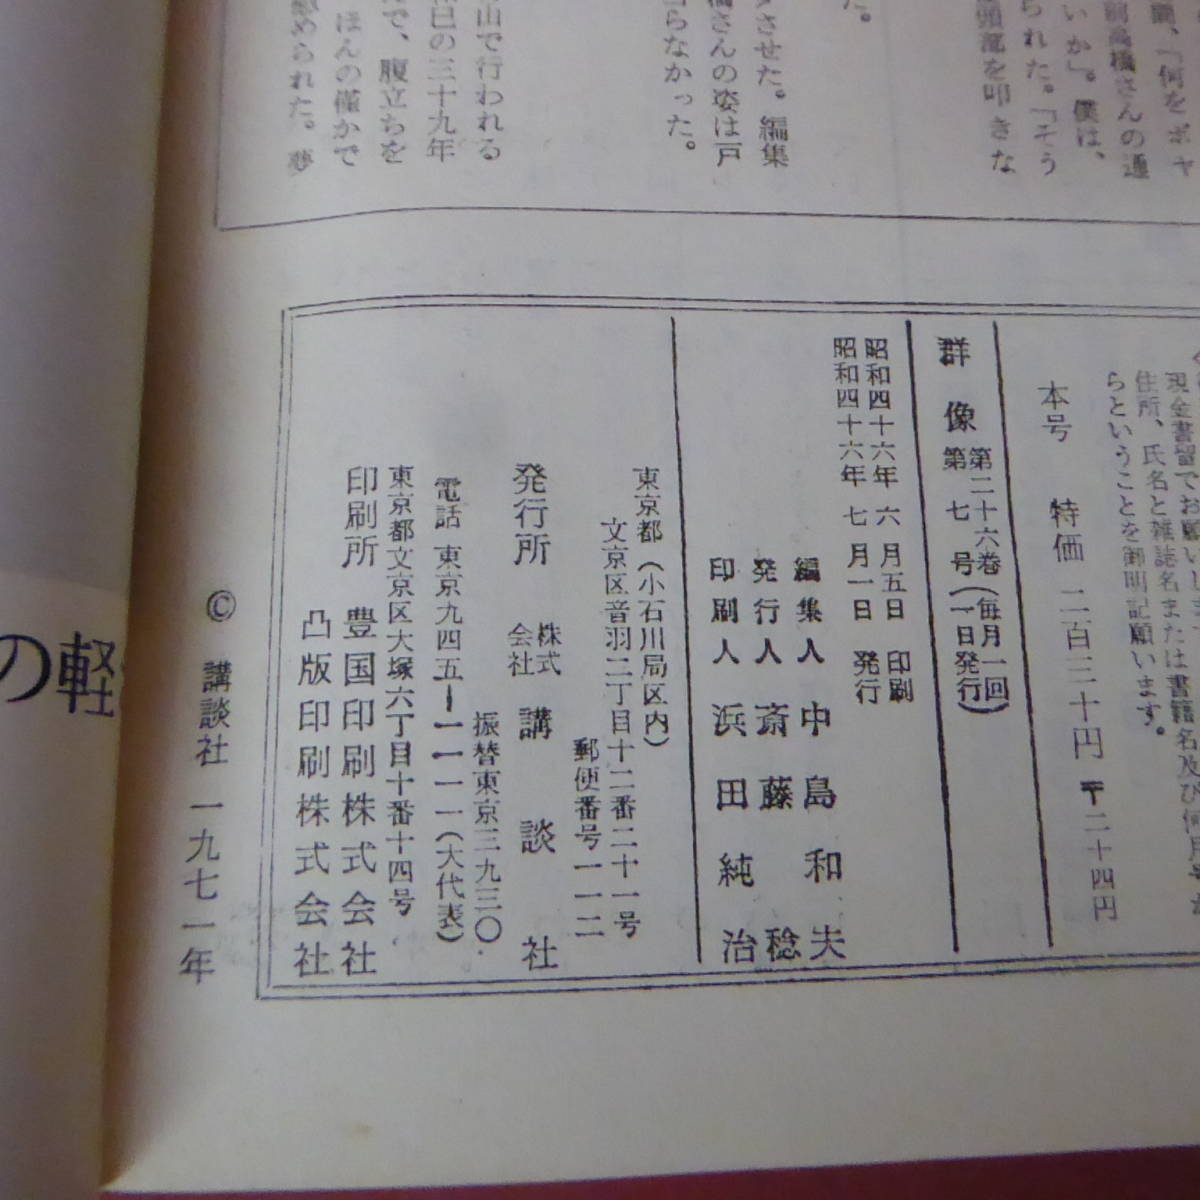 何をボヤ
前高橋さんの通
いか」。僕は、
られた。「そう
頭部を叩きな
た。
させた。編集
橋さんの姿は戸
らなかった。
山で行われる
巳の三十九年
で、腹立ちを
ほんの僅かで
められた。夢
現金書留でお願いします
住所、氏名と雑誌名または書籍名及び何月号か
らということを御明記願います。
本号 特価 二百三十円 〒二十四円
群像 第二十六巻 第七号 (毎月一回一日発行)
昭和四十六年 六月五日 印刷
昭和四十六年 七月一日 発行
編集人 中島和夫
発行人 斎藤稔
印刷人 浜田純治
東京都(小石川局区内)
文京区音羽二丁目十二番二十一号
郵便番号一一二
発行所 株式会社 講談社
振替東京三九三〇・
電話 東京九四五―一一一一(大代表)
東京都文京区大塚六丁目十番十四号
印刷所 豊国印刷株式会社
凸版印刷株式会社
© 講談社 一九七一年
の軽